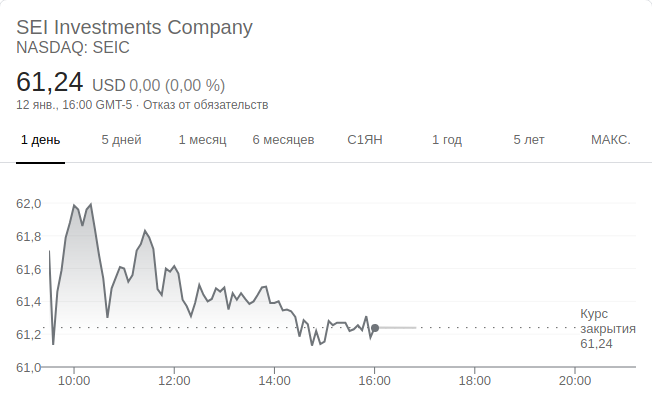 SEI Investments Company
NASDAQ: SEIC
61,24 USD 0,00 (0,00 %)
12 янв., 16:00 GMT-5 · Отказ от обязательств
1 день 5 дней 1 месяц 6 месяцев С1ЯН 1 год 5 лет МАКС.
62,0
61,8
61,6
61,4
61,2
61,0
Курс
закрытия
61,24
10:00 12:00 14:00 16:00 18:00 20:00